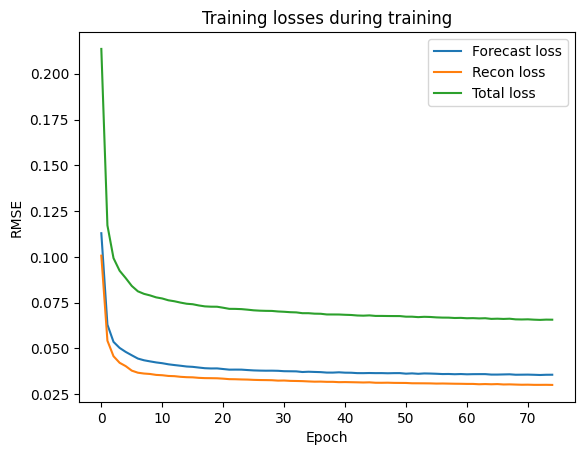 Training losses during training
Forecast loss
Recon loss
Total loss
RMSE
0.200
0.175
0.150
0.125
0.100
0.075
0.050
0.025
0 10 20 30 40 50 60 70
Epoch